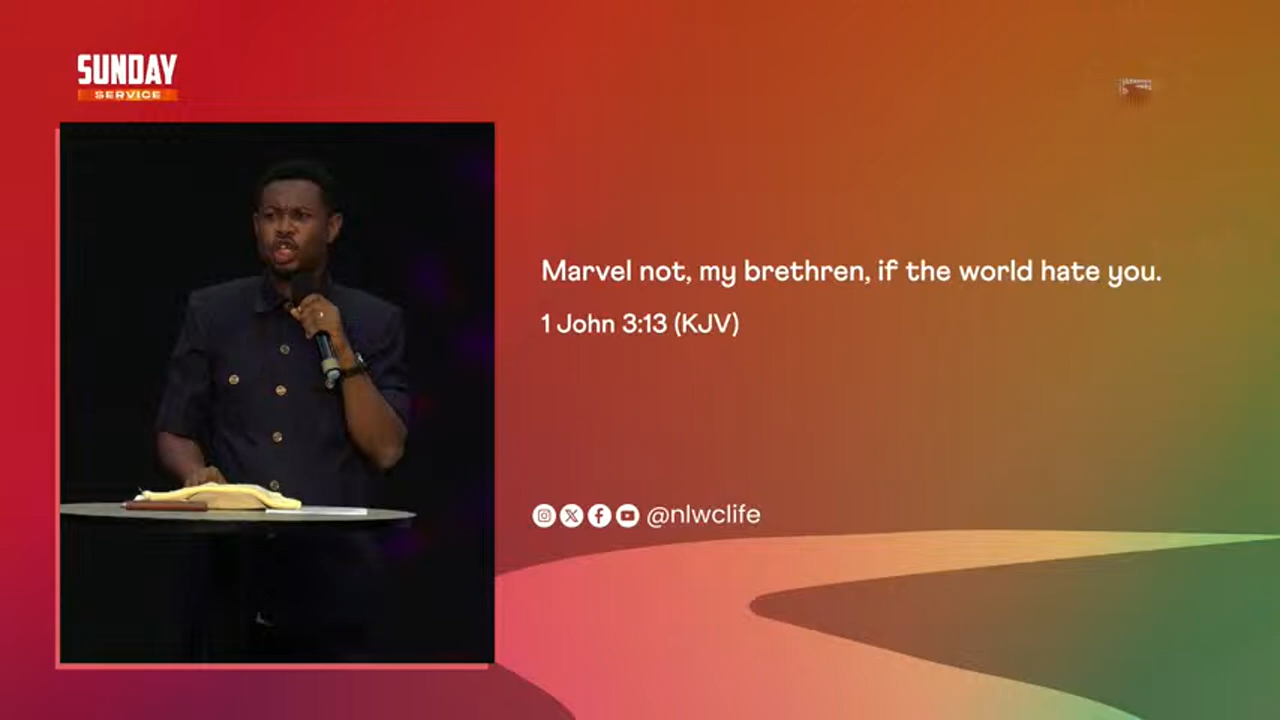 SUNDAY
SERVICE
Marvel not, my brethren, if the world hate you.
1 John 3:13 (KJV)
@nlwclife